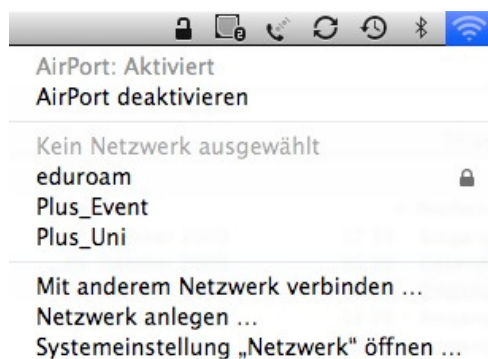 AirPort: Aktiviert
AirPort deaktivieren
Kein Netzwerk ausgewählt
eduroam
Plus_Event
Plus_Uni
Mit anderem Netzwerk verbinden ...
Netzwerk anlegen ...
Systemeinstellung „Netzwerk“ öffnen ...